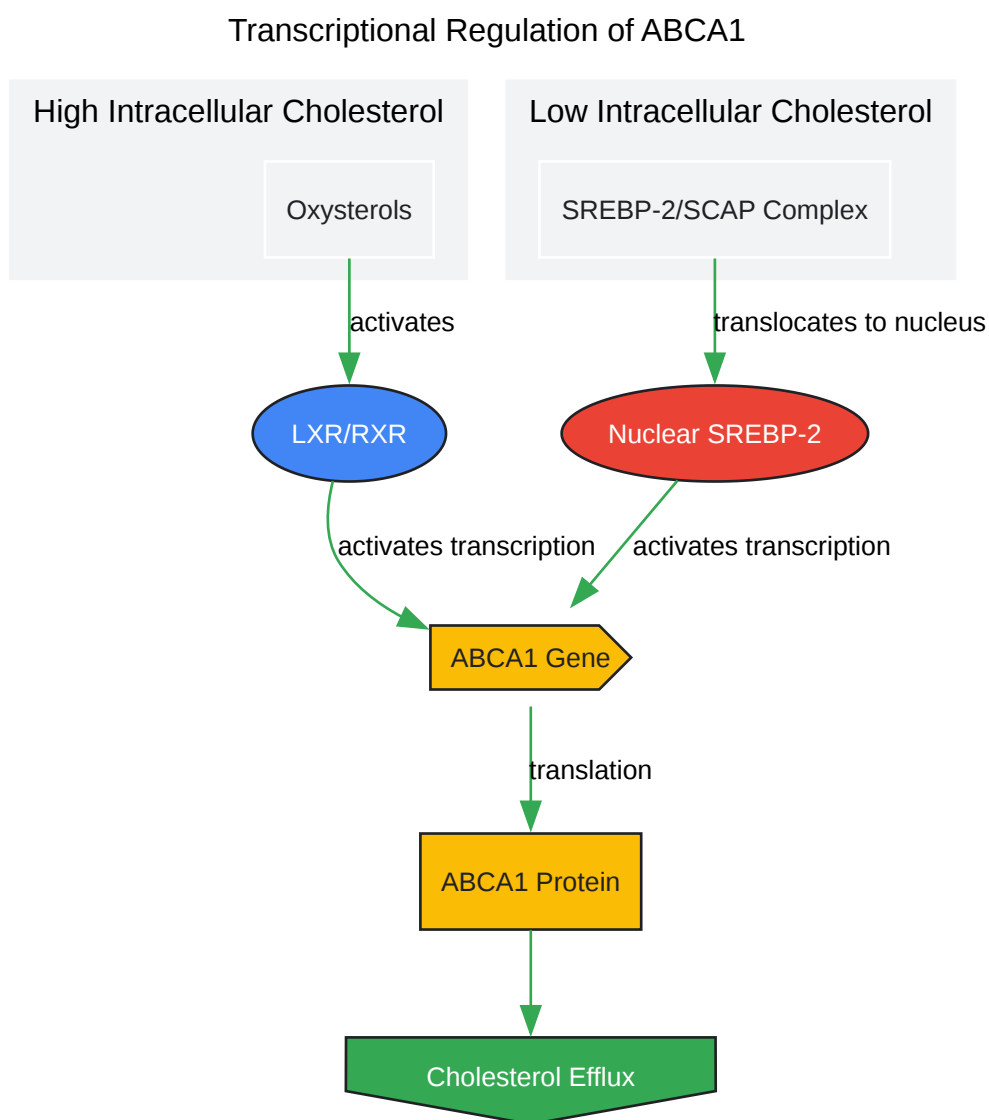 Transcriptional Regulation of ABCA1
High Intracellular Cholesterol
Low Intracellular Cholesterol
Oxysterols
SREBP-2/SCAP Complex
activates
translocates to nucleus
LXR/RXR
Nuclear SREBP-2
activates transcription
activates transcription
ABCA1 Gene
translation
ABCA1 Protein
Cholesterol Efflux